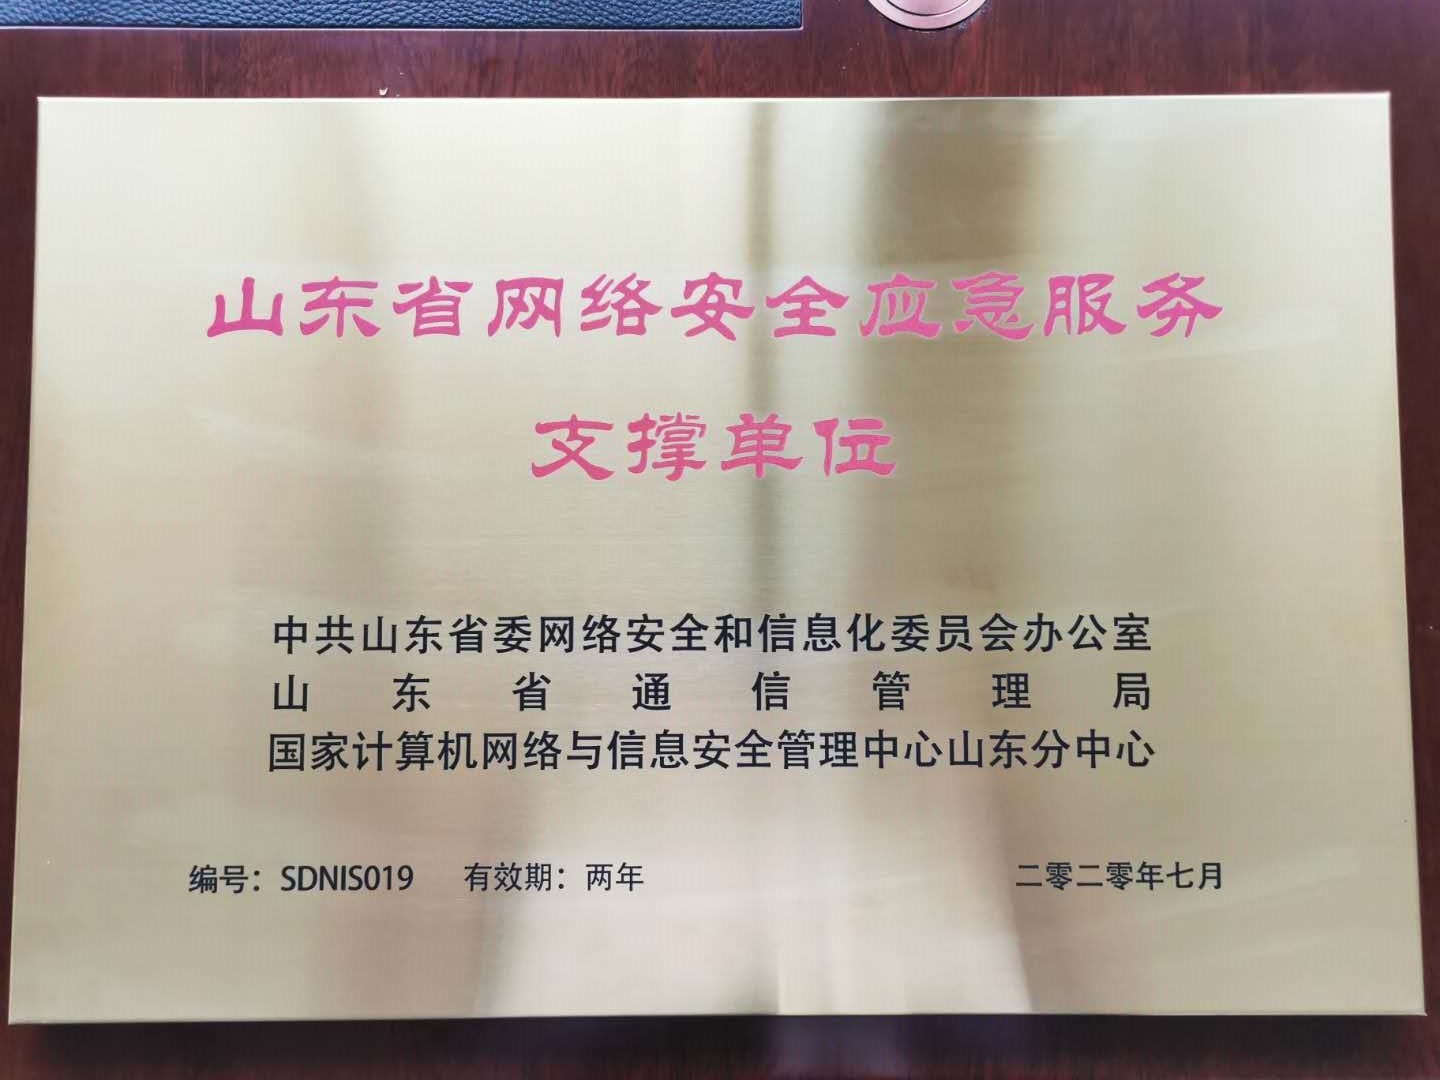 山东省网络安全应急服务
支撑单位
中共山东省委网络安全和信息化委员会办公室
山东省通信管理局
国家计算机网络与信息安全管理中心山东分中心
编号：SDNIS019 有效期：两年 二零二零年七月